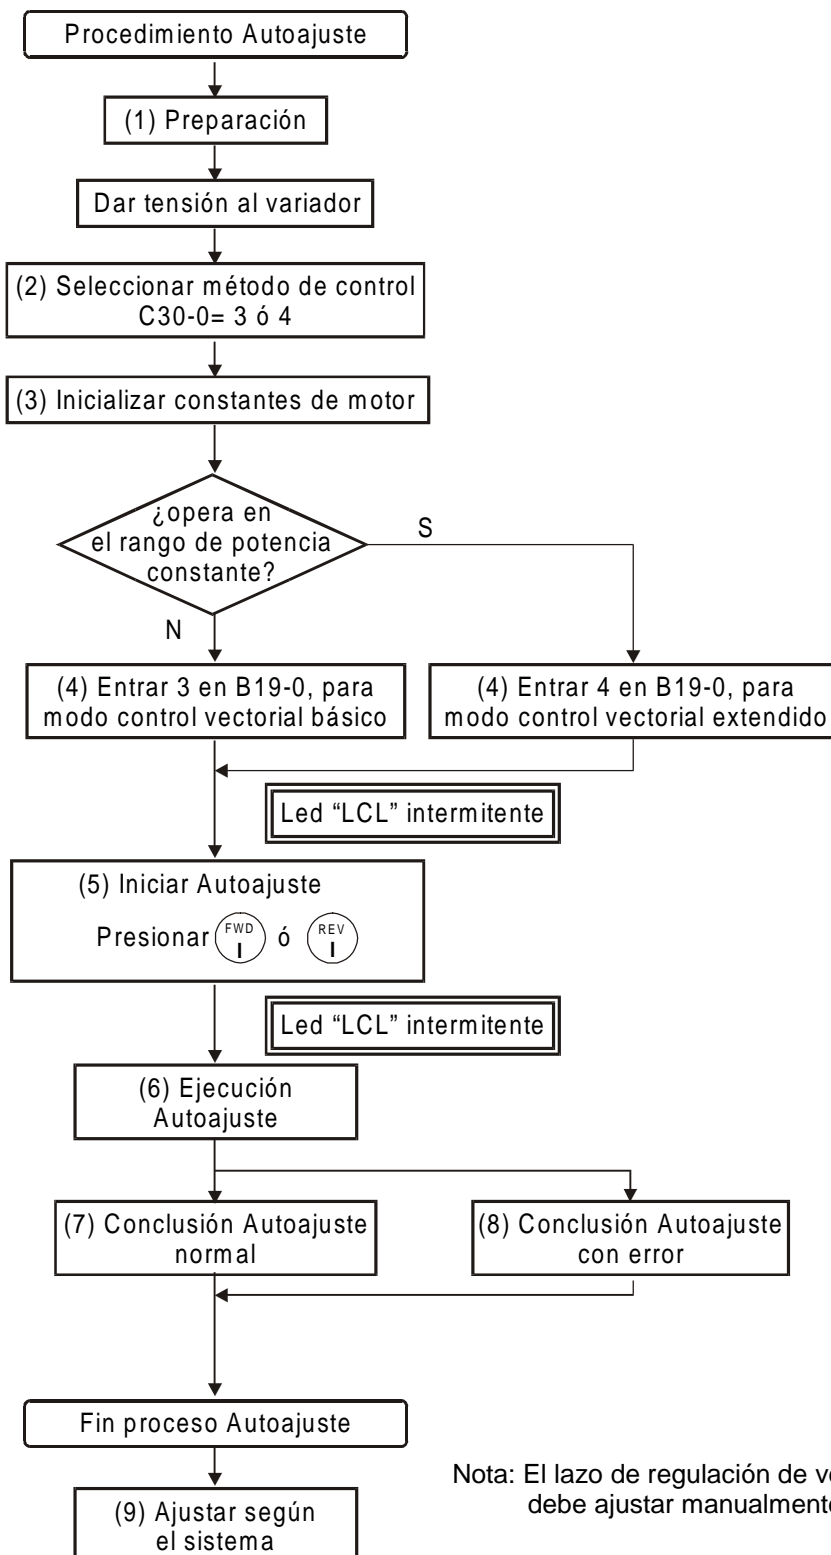 Procedimiento Autoajuste
(1) Preparación
Dar tensión al variador
(2) Seleccionar método de control
C30-0= 3 ó 4
(3) Inicializar constantes de motor
¿opera en
el rango de potencia
constante?
S
N
(4) Entrar 3 en B19-0, para
modo control vectorial básico
(4) Entrar 4 en B19-0, para
modo control vectorial extendido
Led “LCL” intermitente
(5) Iniciar Autoajuste
Presionar FWD I ó REV I
Led “LCL” intermitente
(6) Ejecución
Autoajuste
(7) Conclusión Autoajuste
normal
(8) Conclusión Autoajuste
con error
Fin proceso Autoajuste
Nota: El lazo de regulación de
debe ajustar
(9) Ajustar según
el sistema